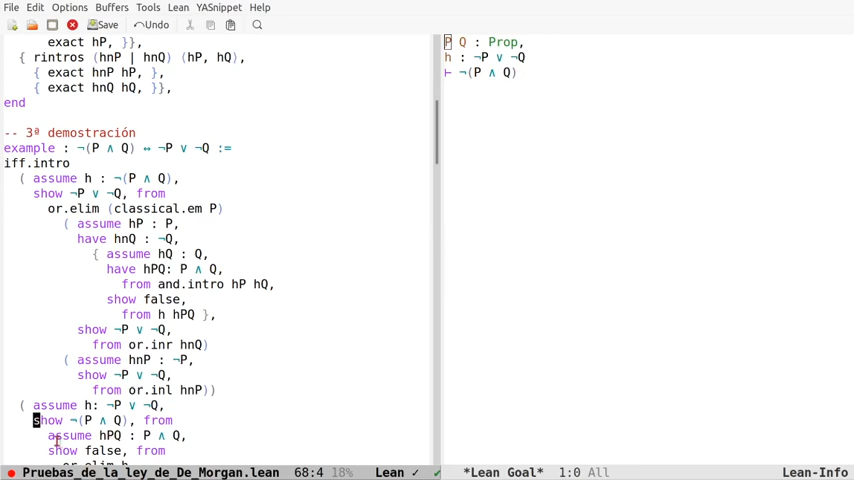 File Edit Options Buffers Tools Lean YASnippet Help
Save Undo
exact hP, }},
{ rintros (hnP | hnQ) (hP, hQ),
{ exact hnP hP, },
{ exact hnQ hQ, }},
end
-- 3ª demostración
example : ¬(P ∧ Q) ↔ ¬P ∨ ¬Q :=
iff.intro
( assume h : ¬(P ∧ Q),
show ¬P ∨ ¬Q, from
or.elim (classical.em P)
( assume hP : P,
have hnQ : ¬Q,
{ assume hQ : Q,
have hPQ: P ∧ Q,
from and.intro hP hQ,
show false,
from h hPQ },
show ¬P ∨ ¬Q,
from or.inr hnQ)
( assume hnP : ¬P,
show ¬P ∨ ¬Q,
from or.inl hnP))
( assume h: ¬P ∨ ¬Q,
show ¬(P ∧ Q), from
assume hPQ : P ∧ Q,
show false, from
or.elim h
● Pruebas_de_la_ley_de_De_Morgan.lean 68:4 18% Lean ✓ ✔
P Q : Prop,
h : ¬P ∨ ¬Q
⊢ ¬(P ∧ Q)
*Lean Goal* 1:0 All Lean-Info